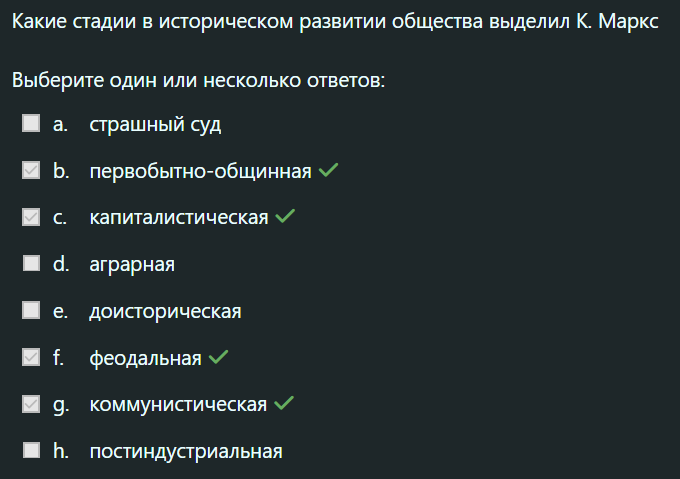 Какие стадии в историческом развитии общества выделил К. Маркс
Выберите один или несколько ответов:
a. страшный суд
b. первобытно-общинная
c. капиталистическая
d. аграрная
e. доисторическая
f. феодальная
g. коммунистическая
h. постиндустриальная